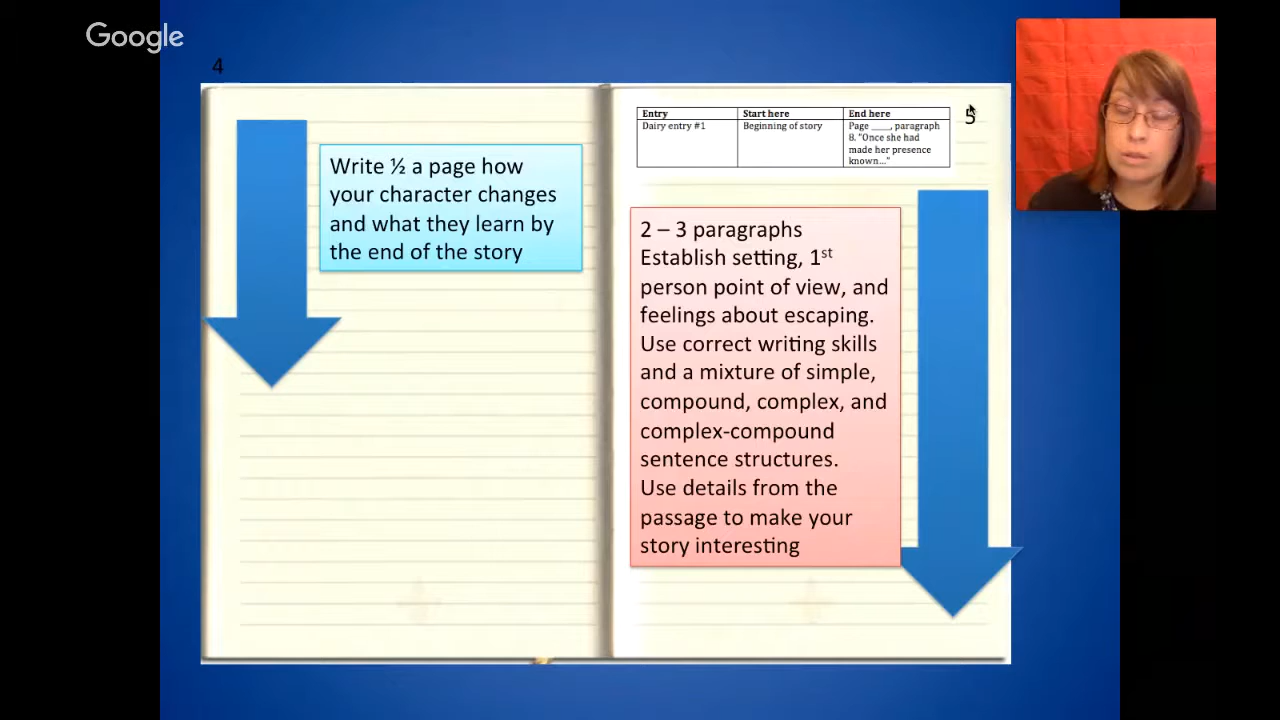 Google
4
Write ½ a page how
your character changes
and what they learn by
the end of the story
5
Entry Start here End here
Dairy entry #1 Beginning of story Page ____, paragraph
8. "Once she had
made her presence
known..."
2 – 3 paragraphs
Establish setting, 1st
person point of view, and
feelings about escaping.
Use correct writing skills
and a mixture of simple,
compound, complex, and
complex-compound
sentence structures.
Use details from the
passage to make your
story interesting